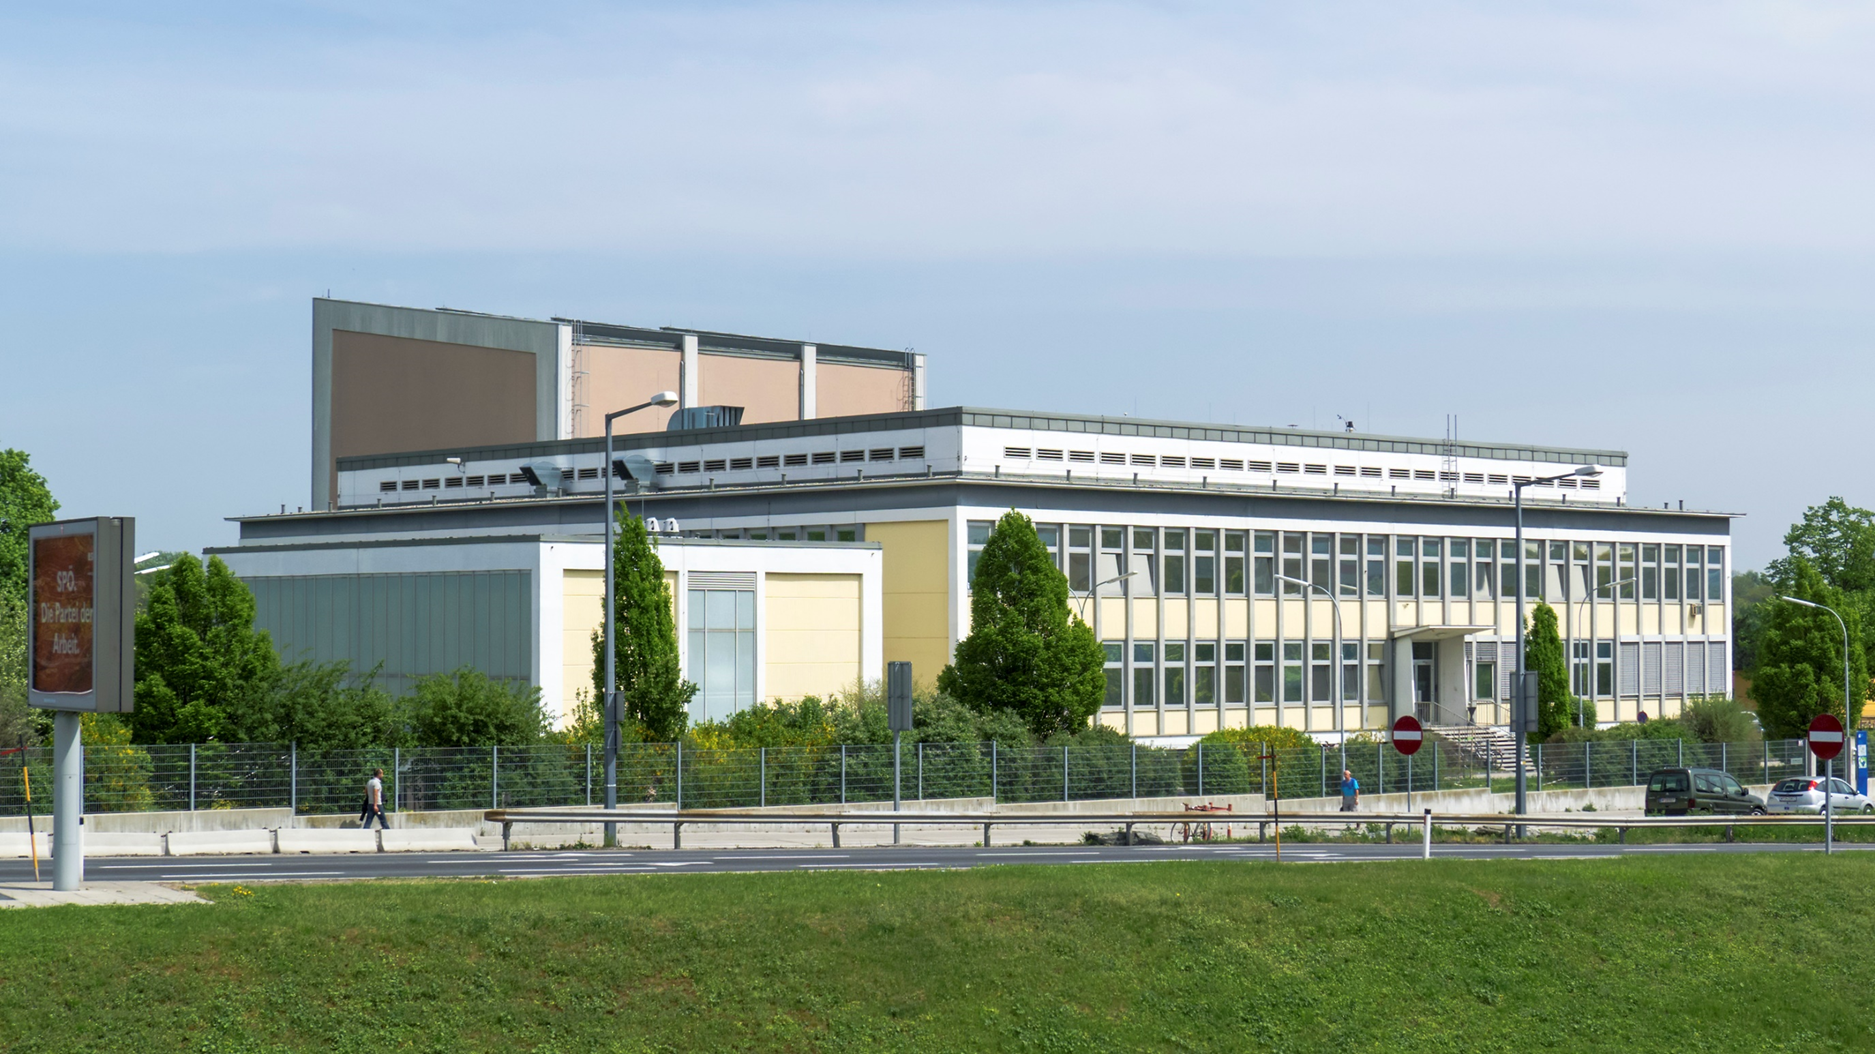 SPÖ.
Die Partei der
Arbeit.